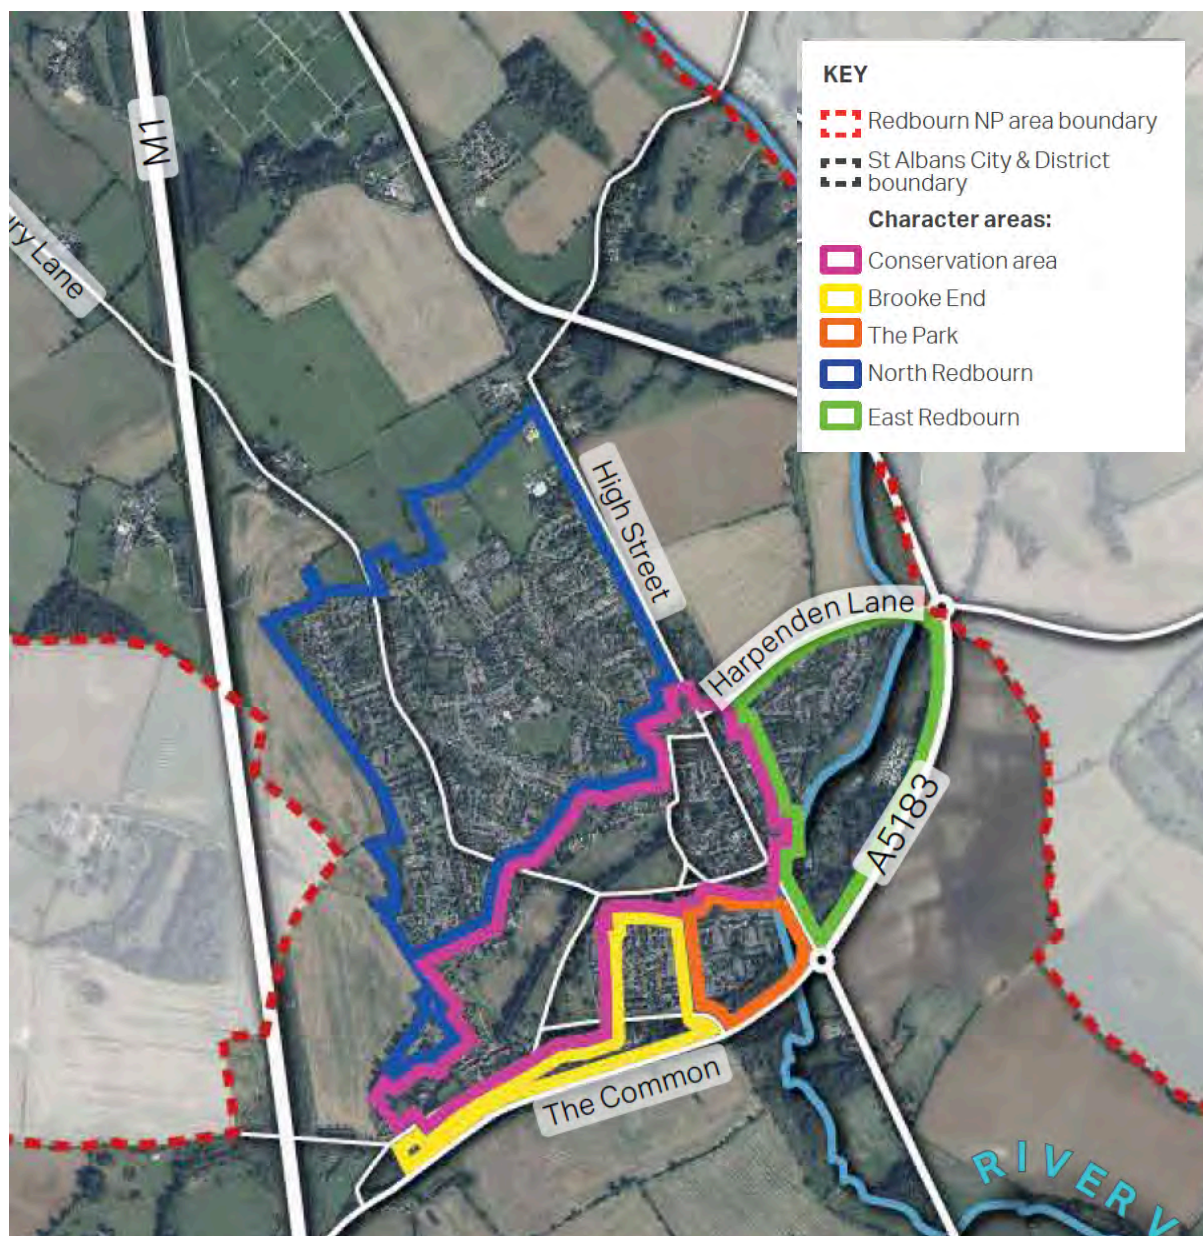 KEY
Redbourn NP area boundary
St Albans City & District
boundary
Character areas:
Conservation area
Brooke End
The Park
North Redbourn
East Redbourn
M1
Lane
High Street
Harpenden Lane
A5183
The Common
RIVER V